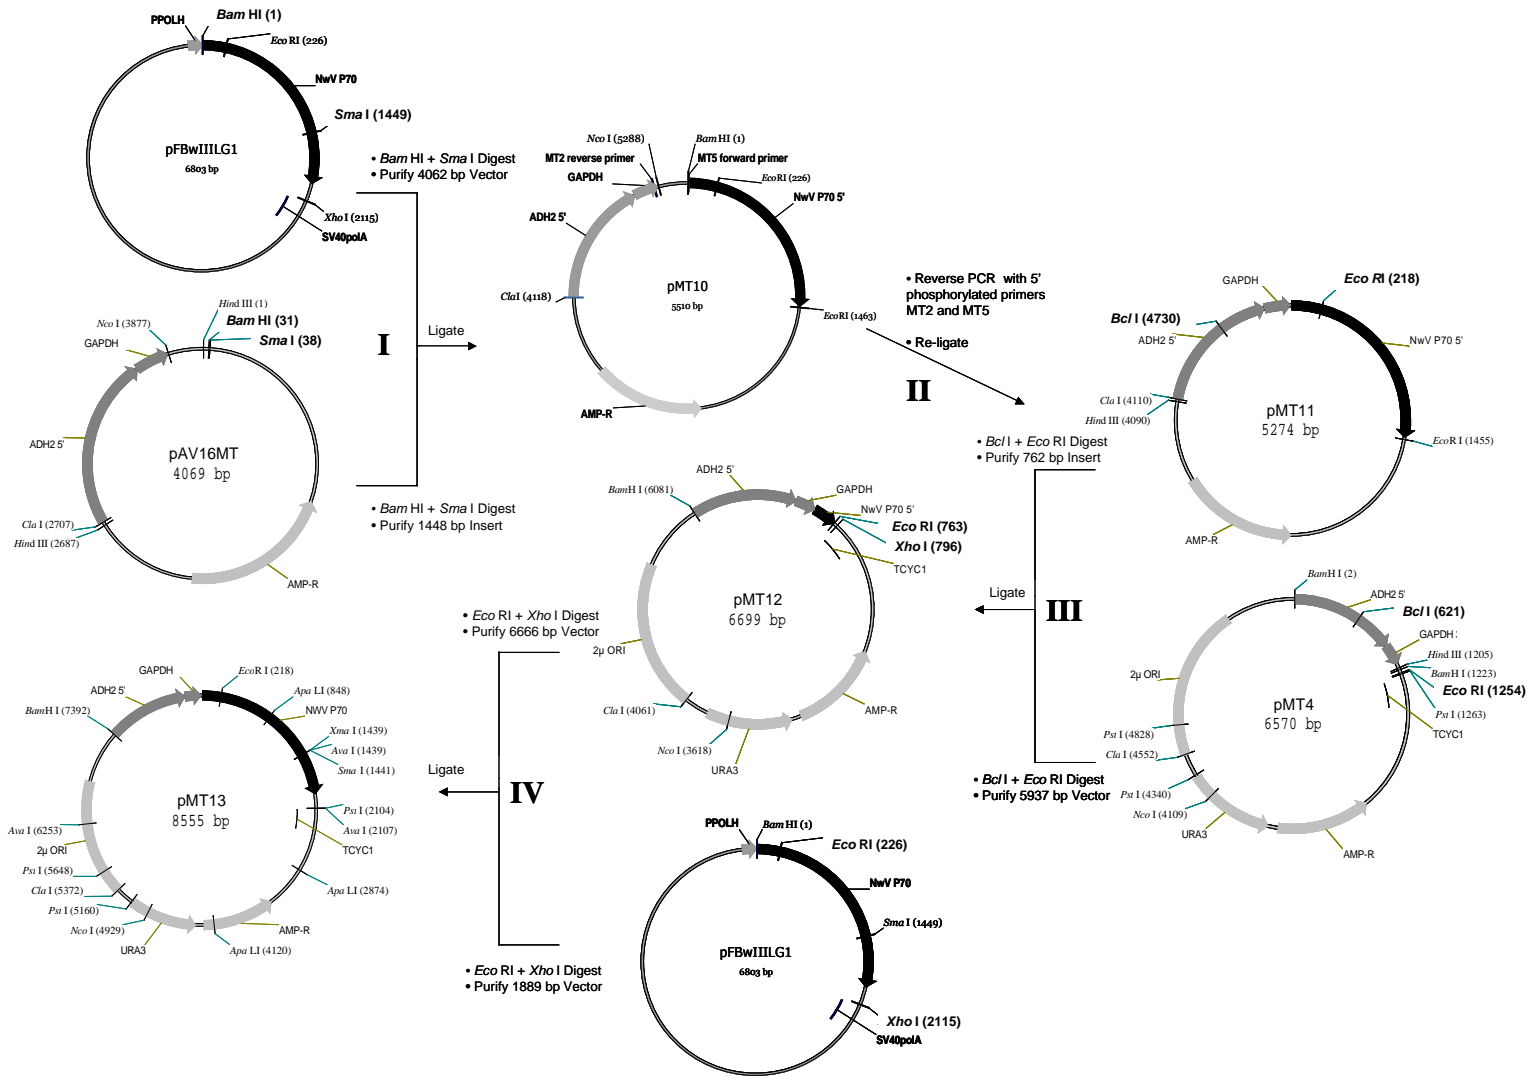 PPOLH
Bam HI (1)
Eco RI (226)
NwV P70
Sma I (1449)
pFBwIIILG1
6803 bp
Xho I (2115)
SV40polA
• Bam HI + Sma I Digest
• Purify 4062 bp Vector
Hind III (1)
Nco I (3877)
Bam HI (31)
Sma I (38)
GAPDH
pAV16MT
4069 bp
ADH2 5'
Cla I (2707)
Hind III (2687)
AMP-R
I
Ligate
• Bam HI + Sma I Digest
• Purify 1448 bp Insert
Nco I (5288)
Bam HI (1)
MT2 reverse primer
MT5 forward primer
GAPDH
EcoRI (226)
NwV P70 5'
ADH2 5'
pMT10
5510 bp
ClaI (4118)
EcoRI (1463)
AMP-R
• Reverse PCR with 5'
phosphorylated primers
MT2 and MT5
• Re-ligate
II
GAPDH
Eco RI (218)
Bcl I (4730)
ADH2 5'
NwV P70 5'
Cla I (4110)
Hind III (4090)
pMT11
5274 bp
EcoR I (1455)
AMP-R
• Bcl I + Eco RI Digest
• Purify 762 bp Insert
Ligate
III
BamH I (2)
ADH2 5'
Bcl I (621)
GAPDH :
Hind III (1205)
BamH I (1223)
Eco RI (1254)
Pst I (1263)
TCYC1
2µ ORI
pMT4
6570 bp
Pst I (4828)
Cla I (4552)
Pst I (4340)
Nco I (4109)
URA3
AMP-R
• Bcl I + Eco RI Digest
• Purify 5937 bp Vector
ADH2 5'
BamH I (6081)
GAPDH
NwV P70 5'
Eco RI (763)
Xho I (796)
TCYC1
pMT12
6699 bp
2µ ORI
Cla I (4061)
Nco I (3618)
URA3
AMP-R
• Eco RI + Xho I Digest
• Purify 6666 bp Vector
Ligate
IV
PPOLH
Bam HI (1)
Eco RI (226)
NwV P70
Sma I (1449)
pFBwIIILG1
6803 bp
Xho I (2115)
SV40polA
• Eco RI + Xho I Digest
• Purify 1889 bp Vector
GAPDH
EcoR I (218)
ADH2 5'
Apa LI (848)
NWV P70
BamH I (7392)
Xma I (1439)
Ava I (1439)
Sma I (1441)
pMT13
8555 bp
Pst I (2104)
Ava I (2107)
TCYC1
Ava I (6253)
2µ ORI
Pst I (5648)
Cla I (5372)
Pst I (5160)
Nco I (4929)
URA3
Apa LI (2874)
AMP-R
Apa LI (4120)